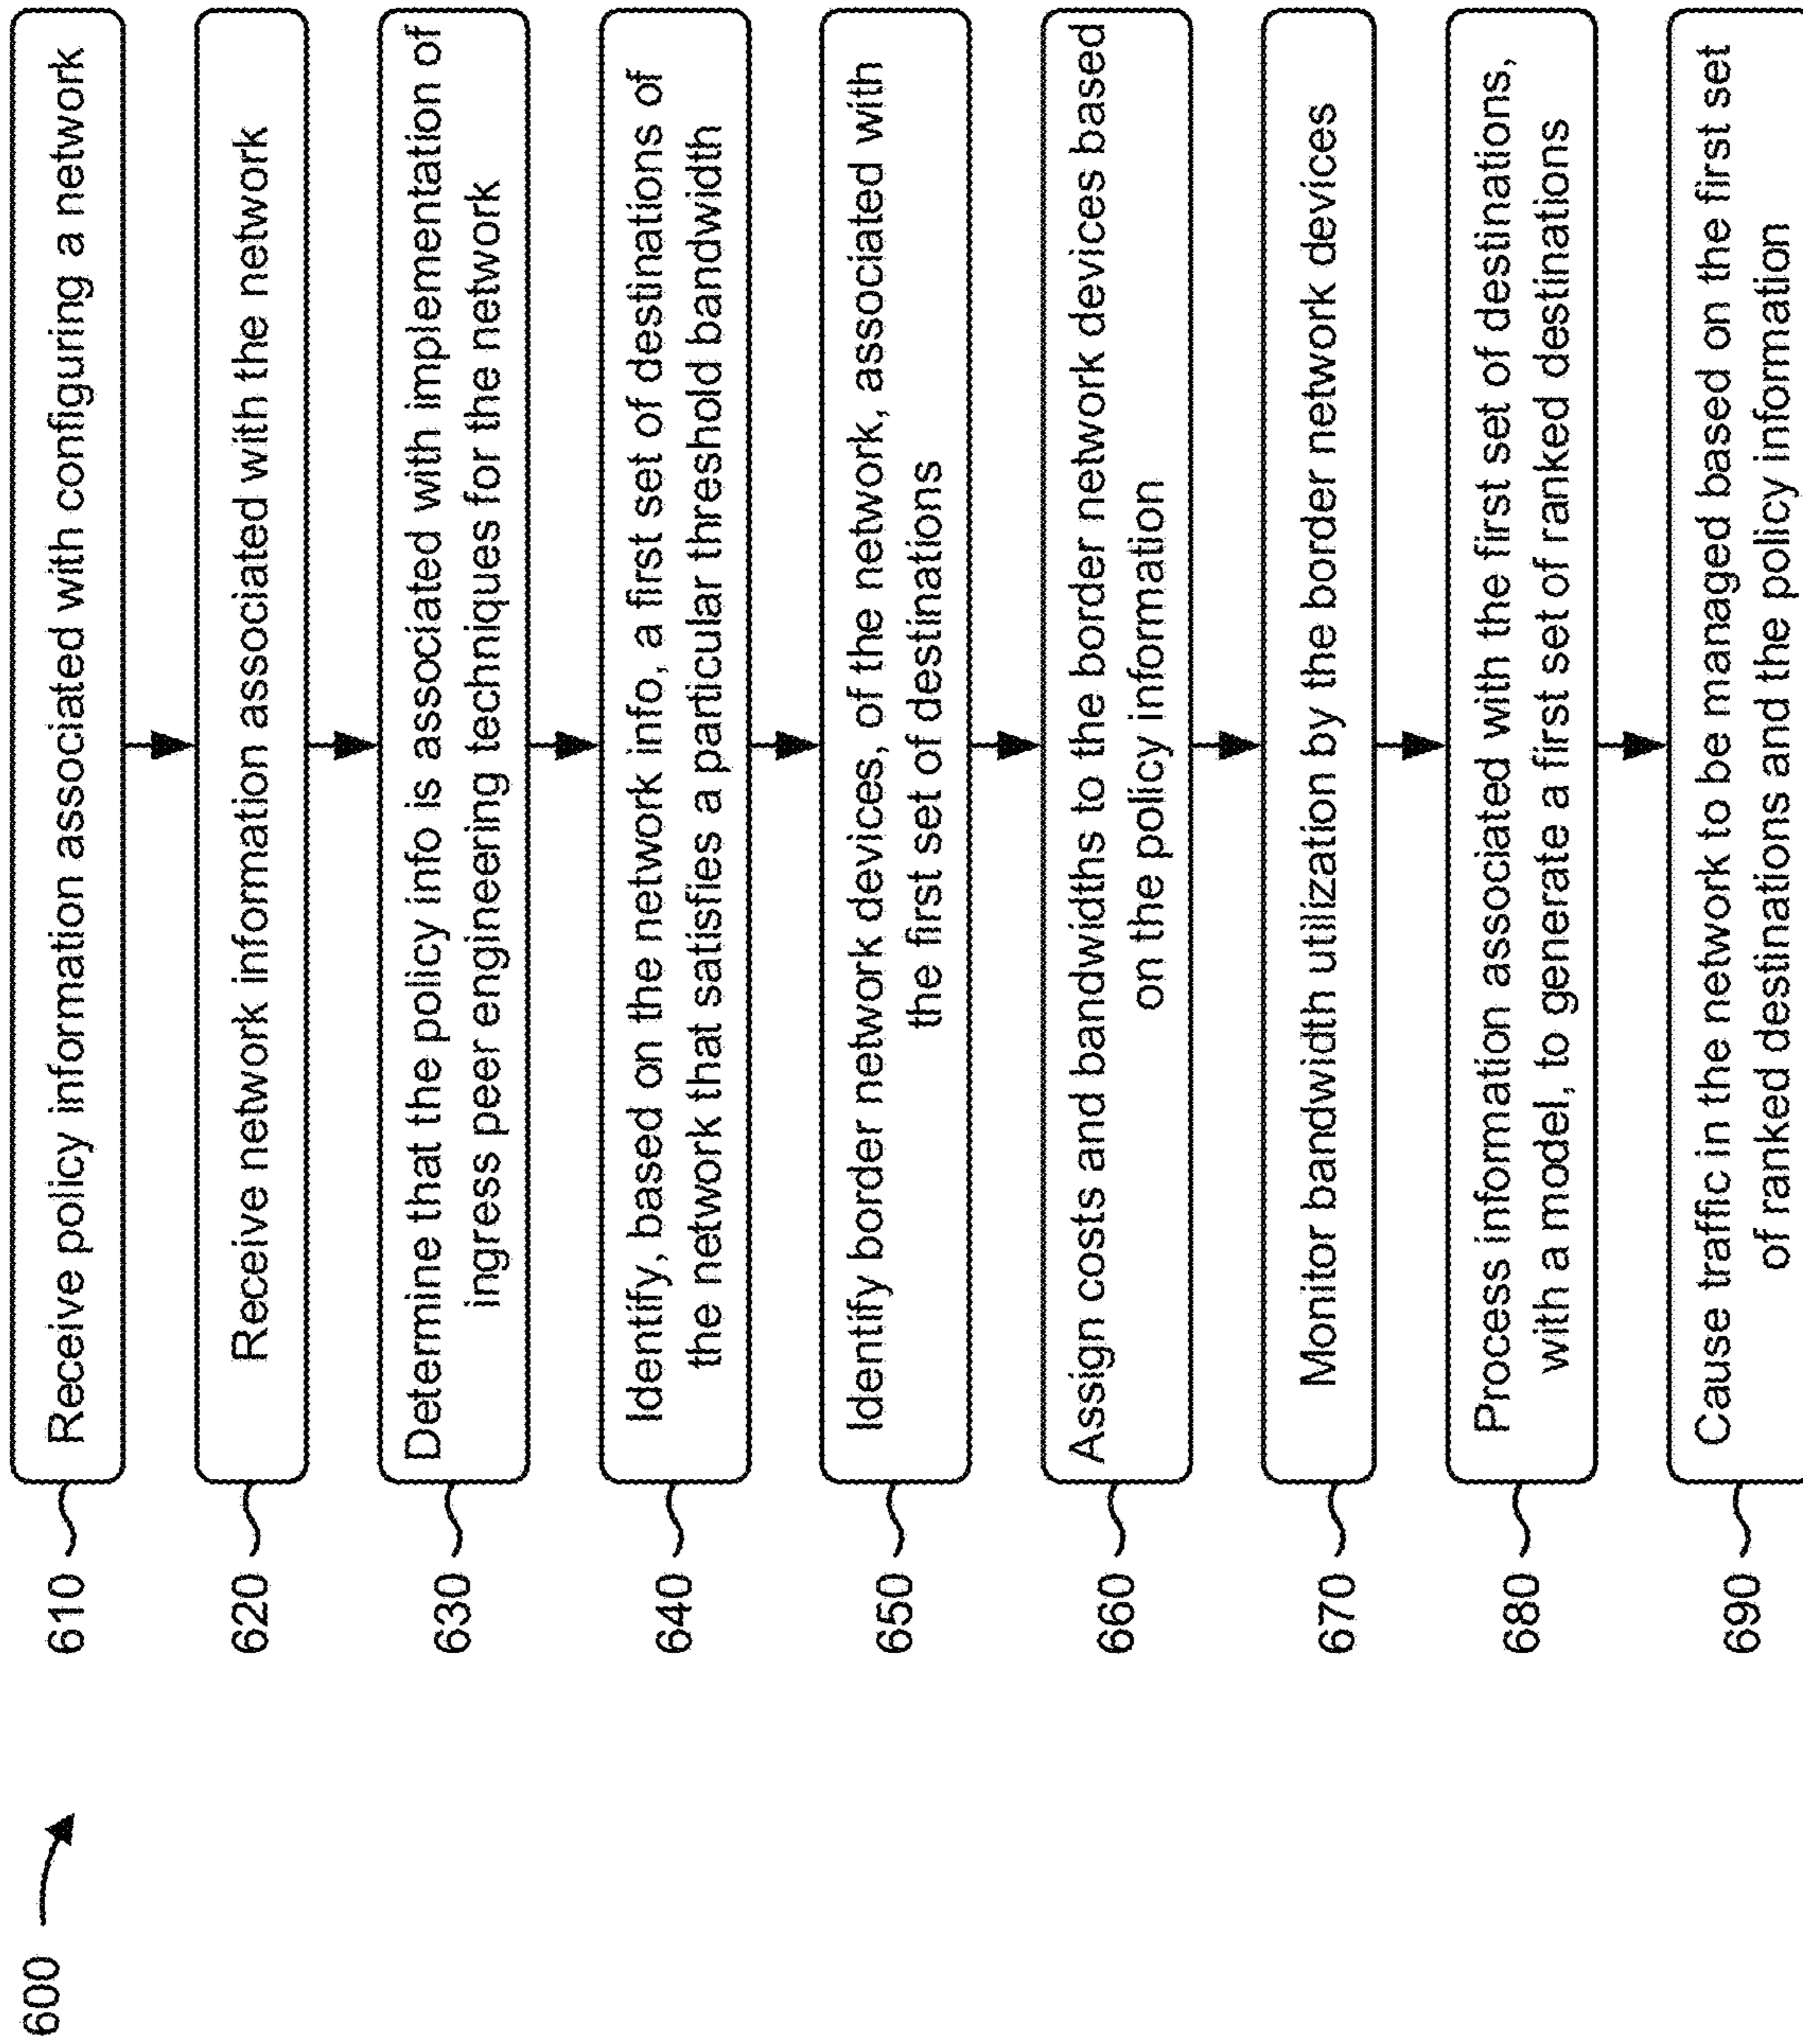 600
610
Receive policy information associated with configuring a network
620
Receive network information associated with the network
630
Determine that the policy info is associated with implementation of
ingress peer engineering techniques for the network
640
Identify, based on the network info, a first set of destinations of
the network that satisfies a particular threshold bandwidth
650
Identify border network devices, of the network, associated with
the first set of destinations
660
Assign costs and bandwidths to the border network devices based
on the policy information
670
Monitor bandwidth utilization by the border network devices
680
Process information associated with the first set of destinations,
with a model, to generate a first set of ranked destinations
690
Cause traffic in the network to be managed based on the first set
of ranked destinations and the policy information